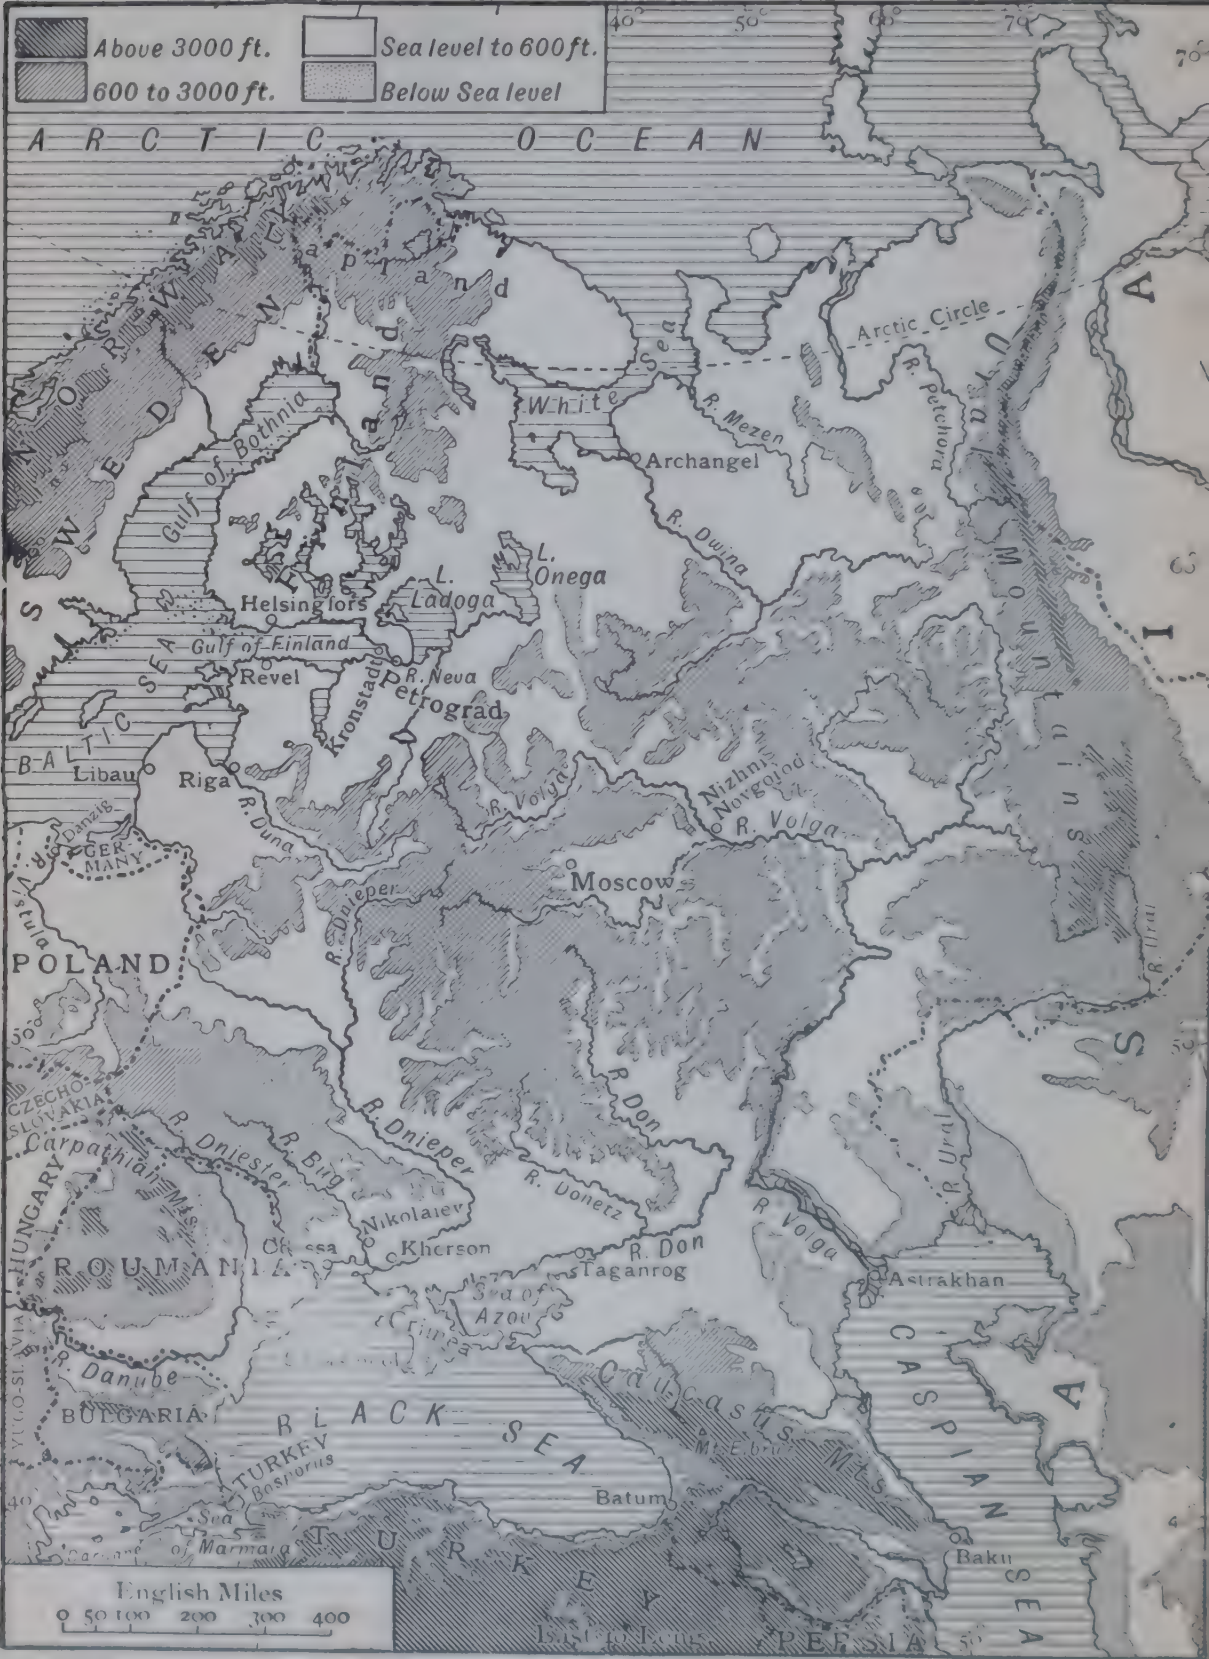 Above 3000 ft.
Sea level to 600 ft.
600 to 3000 ft.
Below Sea level
40°
50°
60°
70°
70°
ARCTIC OCEAN
NORWAY
SWEDEN
Lapland
Finland
Arctic Circle
White Sea
R. Petchora
R. Mezen
Archangel
Gulf of Bothnia
R. Dwina
Ural Mountains
L. Onega
L. Ladoga
Helsingfors
Gulf of Finland
Revel
Kronstadt
R. Neva
Petrograd
BALTIC SEA
Libau
Riga
R. Duna
R. Volga
Nizhni Novgorod
R. Volga
Danzig
GERMANY
R. Vistula
Moscow
R. Dnieper
POLAND
R. Ural
50°
CZECHO SLOVAKIA
Carpathian Mts.
R. Dniester
R. Bug
R. Dnieper
R. Don
R. Donetz
R. Ural
HUNGARY
Nikolaiev
Kherson
Taganrog
R. Don
R. Volga
Astrakhan
ROUMANIA
Sea of Azov
Crimea
R. Danube
YUGO-SLAVIA
BULGARIA
BLACK SEA
Caucasus Mts.
CASPIAN SEA
ASIA
TURKEY
Bosporus
Batum
Sea of Marmara
TURKEY
Baku
PERSIA
40
50
English Miles
0 50 100 200 300 400